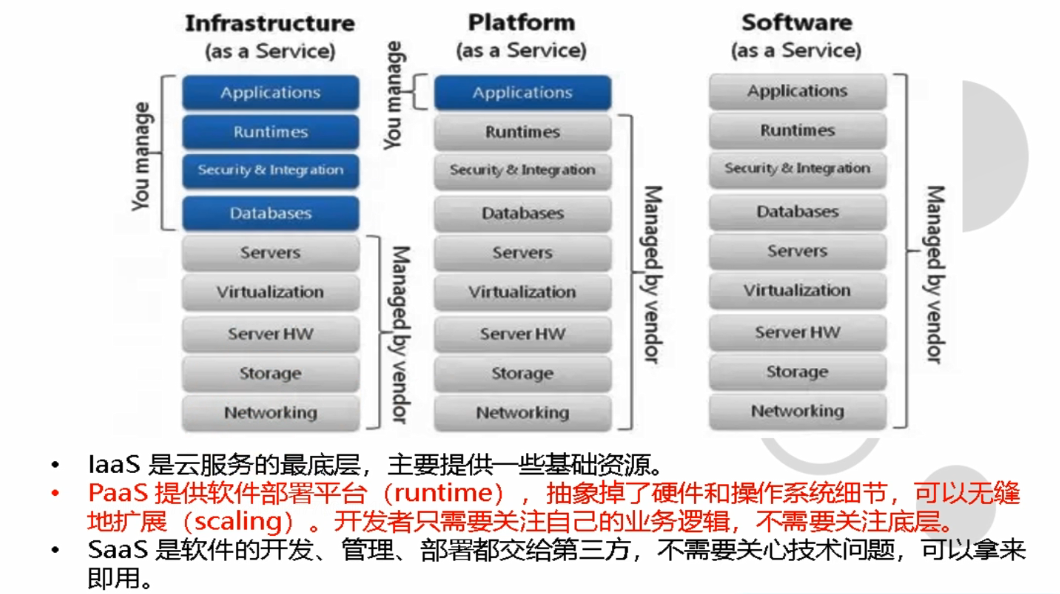 Infrastructure
(as a Service)
You manage
Applications
Runtimes
Security & Integration
Databases
Servers
Virtualization
Server HW
Storage
Networking
Managed by vendor
Platform
(as a Service)
You manage
Applications
Runtimes
Security & Integration
Databases
Servers
Virtualization
Server HW
Storage
Networking
Managed by vendor
Software
(as a Service)
Applications
Runtimes
Security & Integration
Databases
Servers
Virtualization
Server HW
Storage
Networking
Managed by vendor
• IaaS 是云服务的最底层，主要提供一些基础资源。
• PaaS 提供软件部署平台（runtime），抽象掉了硬件和操作系统细节，可以无缝
地扩展（scaling）。开发者只需要关注自己的业务逻辑，不需要关注底层。
• SaaS 是软件的开发、管理、部署都交给第三方，不需要关心技术问题，可以拿来
即用。